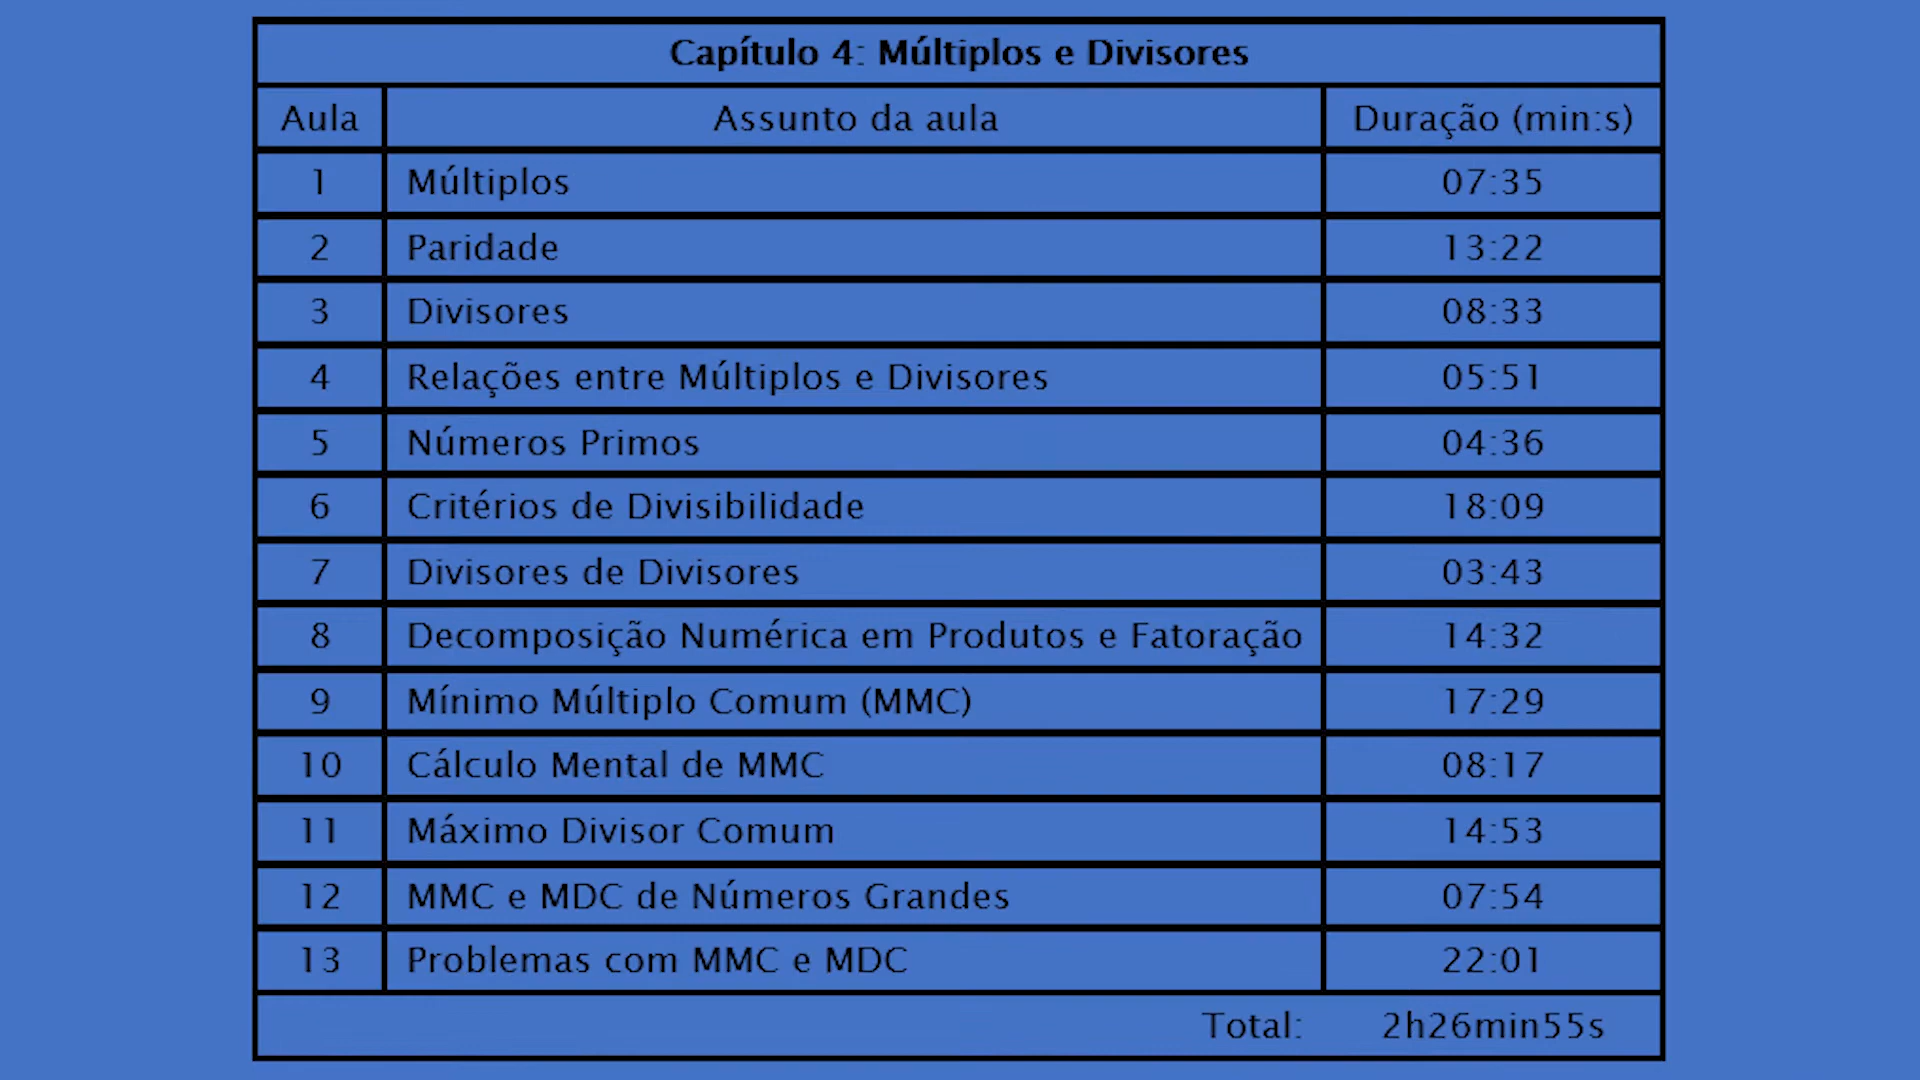 Capítulo 4: Múltiplos e Divisores
Aula Assunto da aula Duração (min:s)
1 Múltiplos 07:35
2 Paridade 13:22
3 Divisores 08:33
4 Relações entre Múltiplos e Divisores 05:51
5 Números Primos 04:36
6 Critérios de Divisibilidade 18:09
7 Divisores de Divisores 03:43
8 Decomposição Numérica em Produtos e Fatoração 14:32
9 Mínimo Múltiplo Comum (MMC) 17:29
10 Cálculo Mental de MMC 08:17
11 Máximo Divisor Comum 14:53
12 MMC e MDC de Números Grandes 07:54
13 Problemas com MMC e MDC 22:01
Total: 2h26min55s